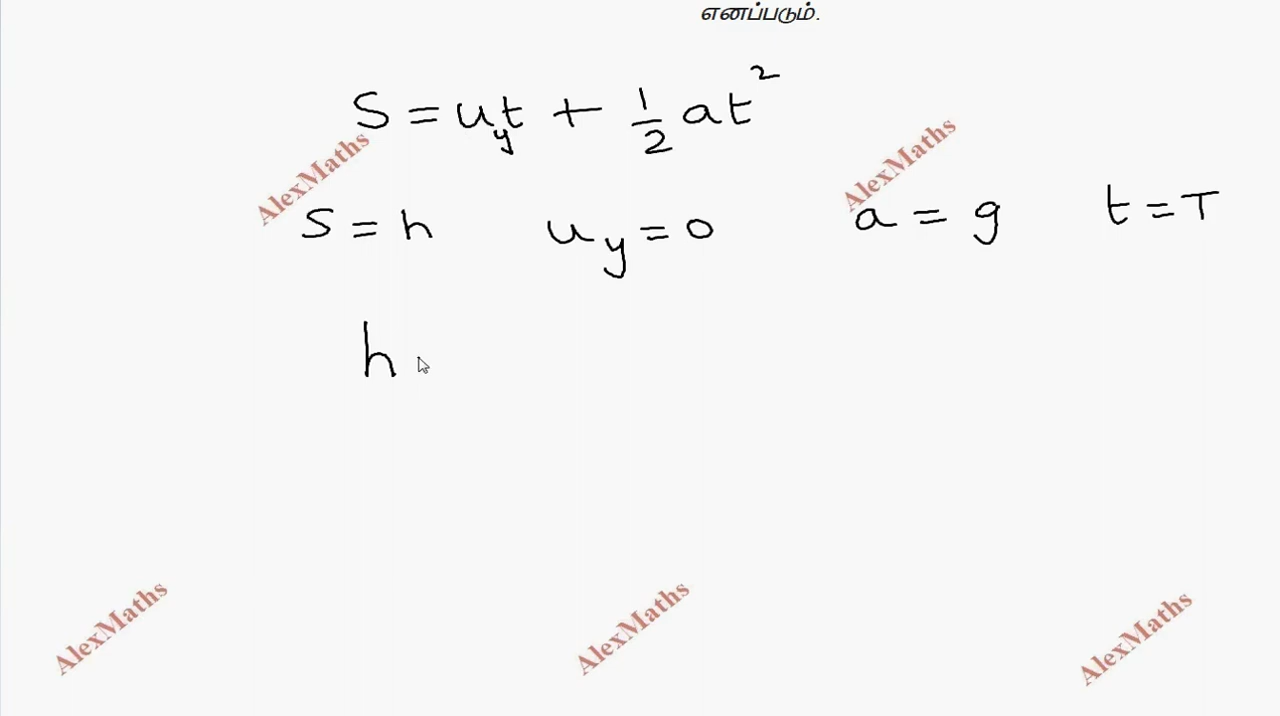 எனப்படும்.
S = u_y t + 1/2 at²
AlexMaths
AlexMaths
S = h u_y = 0 a = g t = T
h
AlexMaths
AlexMaths
AlexMaths